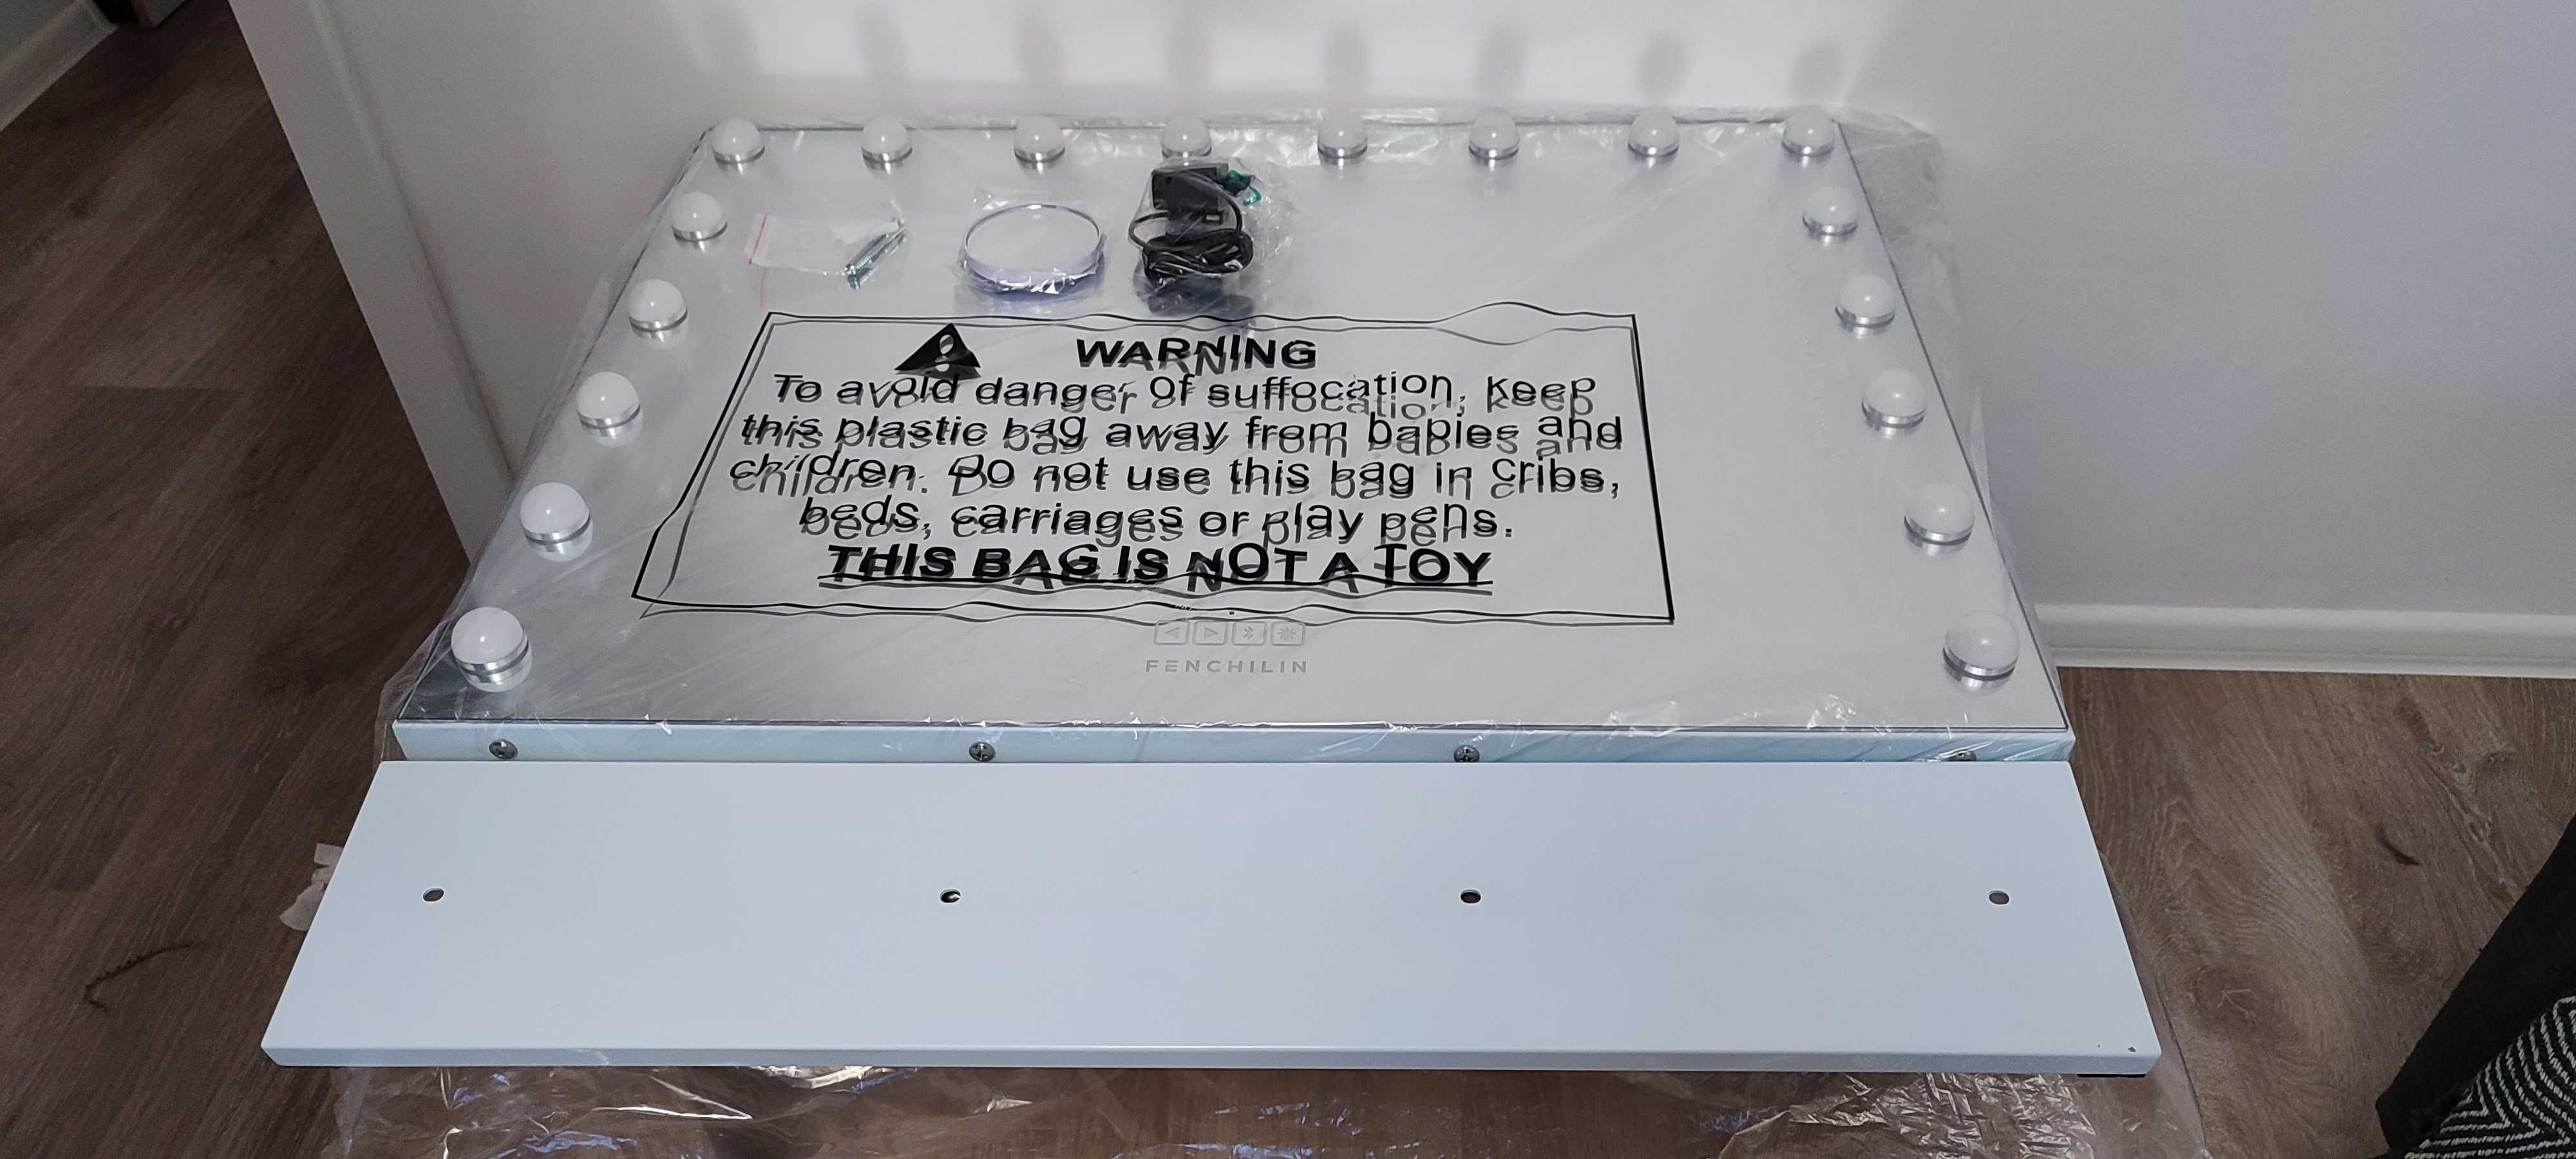 WARNING
To avoid danger of suffocation, keep
this plastic bag away from babies and
children. Do not use this bag in cribs,
beds, carriages or play pens.
THIS BAG IS NOT A TOY
FENCHILIN